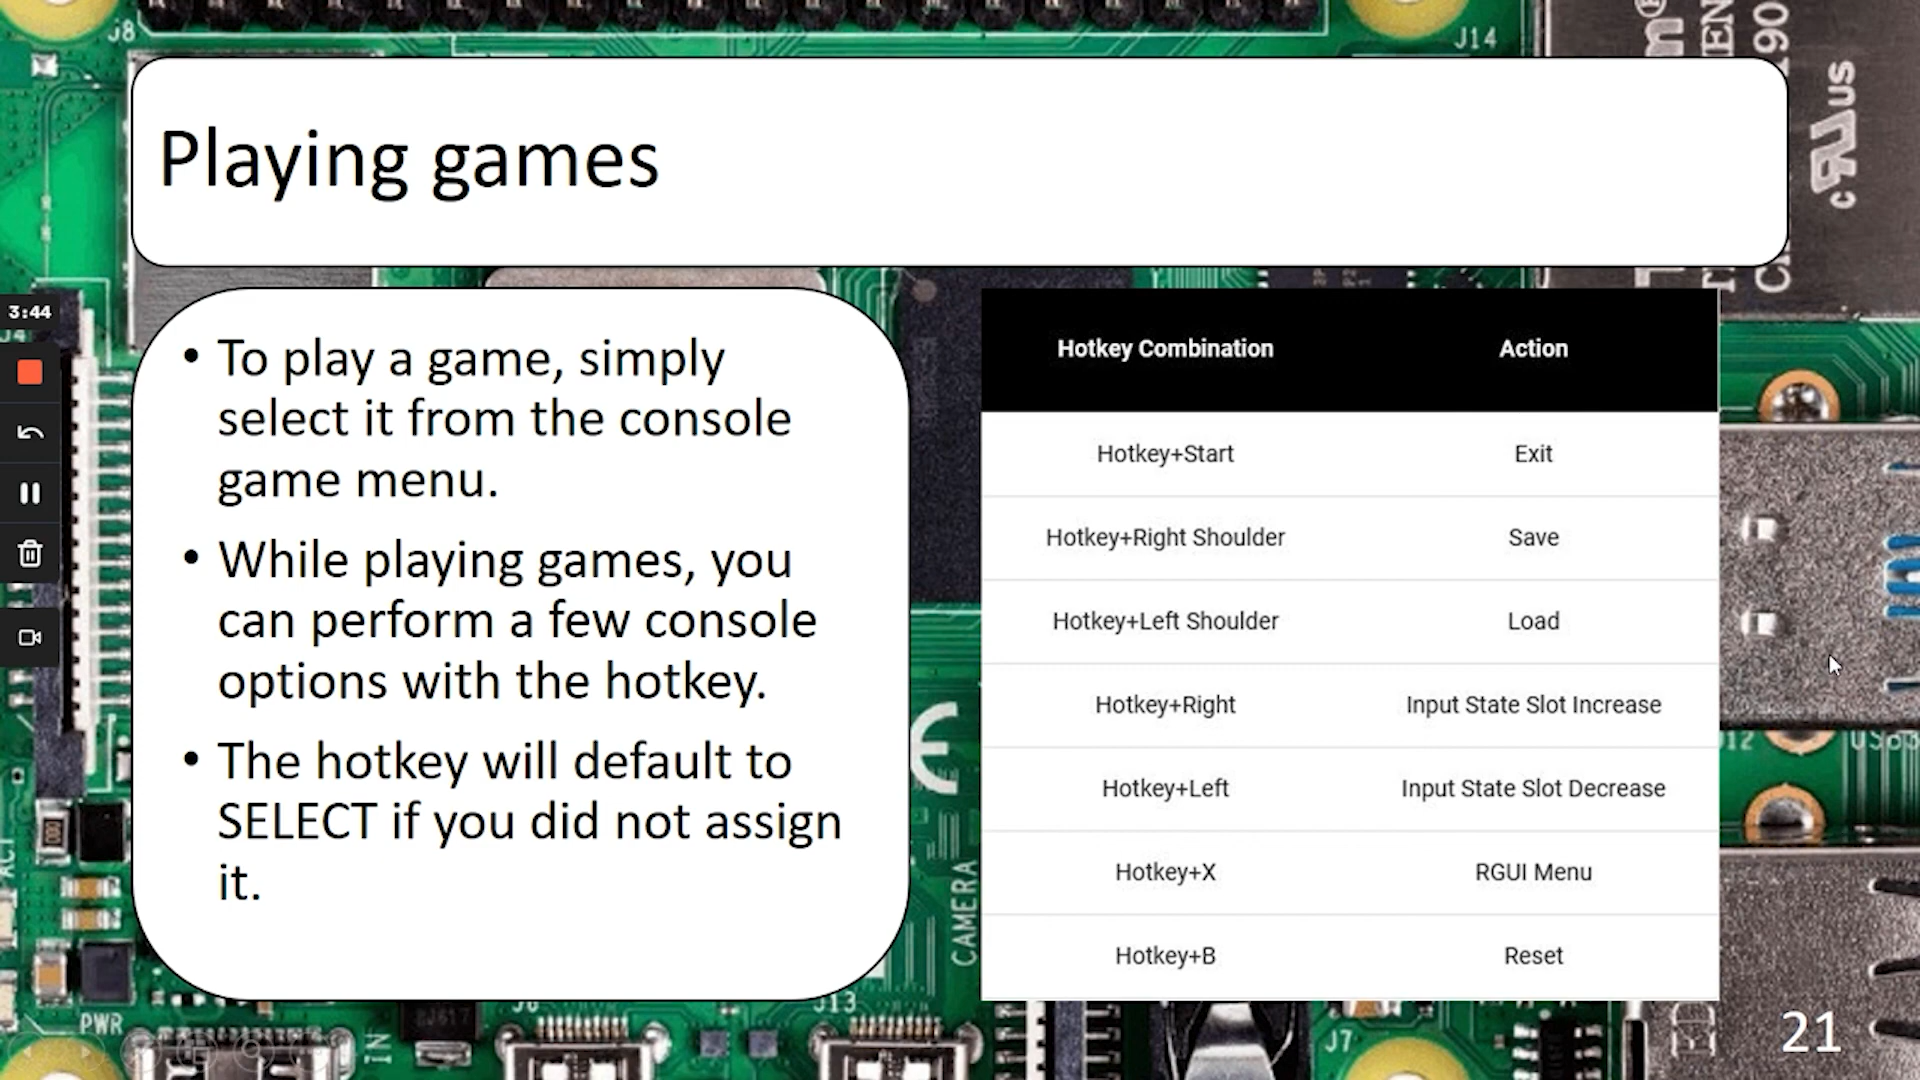 J8
J14
Playing games
3:44
• To play a game, simply
select it from the console
game menu.
• While playing games, you
can perform a few console
options with the hotkey.
• The hotkey will default to
SELECT if you did not assign
it.
Hotkey Combination Action
Hotkey+Start Exit
Hotkey+Right Shoulder Save
Hotkey+Left Shoulder Load
Hotkey+Right Input State Slot Increase
Hotkey+Left Input State Slot Decrease
Hotkey+X RGUI Menu
Hotkey+B Reset
CAMERA
J13
PWR
J7
21